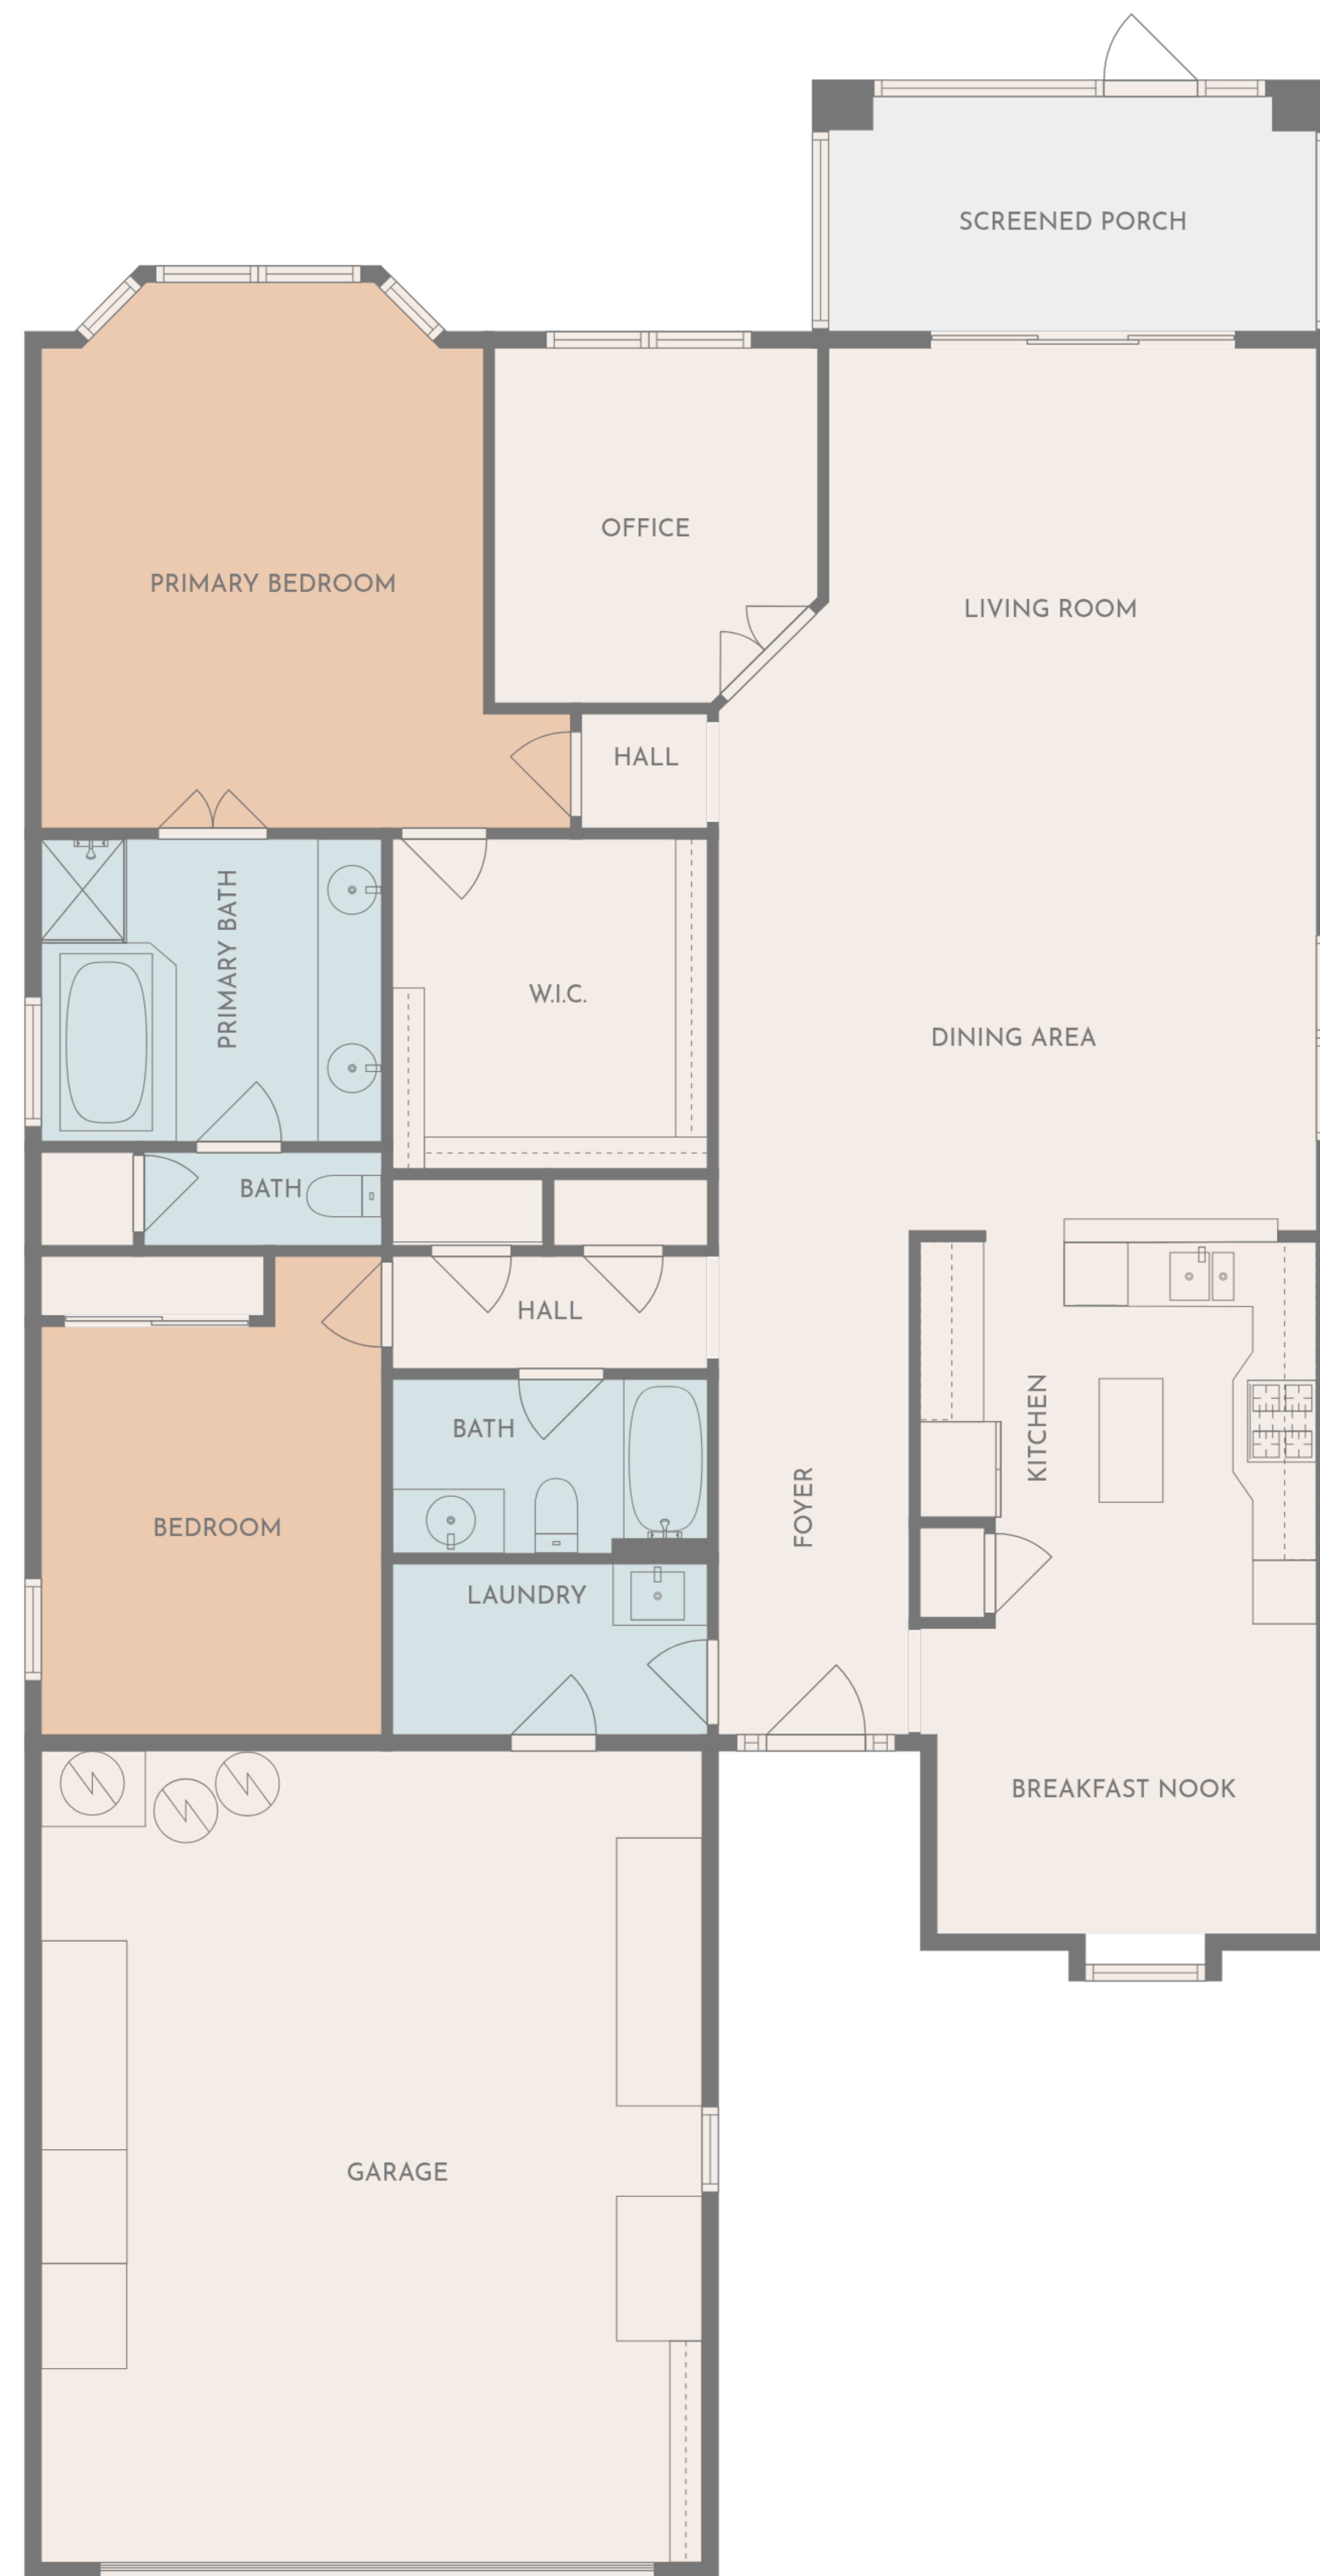 SCREENED PORCH
OFFICE
PRIMARY BEDROOM
LIVING ROOM
HALL
PRIMARY BATH
W.I.C.
DINING AREA
BATH
HALL
KITCHEN
BATH
FOYER
BEDROOM
LAUNDRY
BREAKFAST NOOK
GARAGE